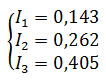 I₁ = 0,143
I₂ = 0,262
I₃ = 0,405